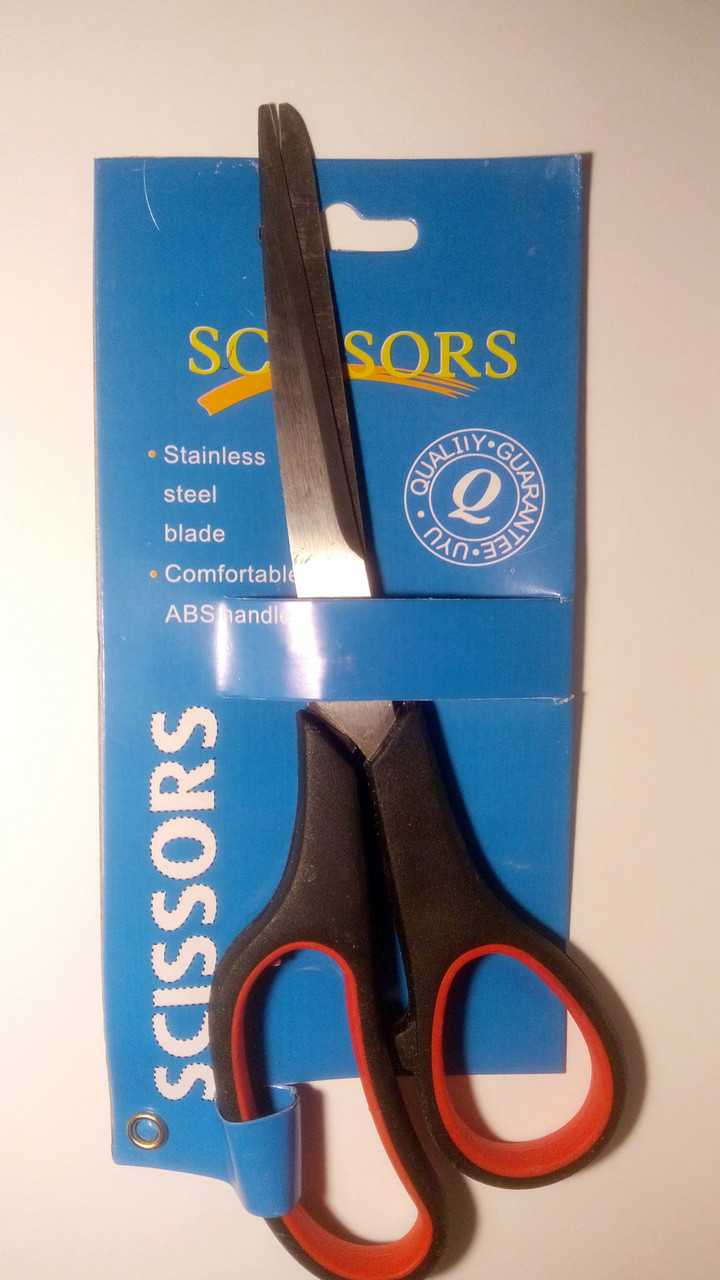 SCISSORS
• Stainless
steel
blade
• Comfortable
ABS handle
QUALIIY • GUARANTEE • UYU •
Q
SCISSORS